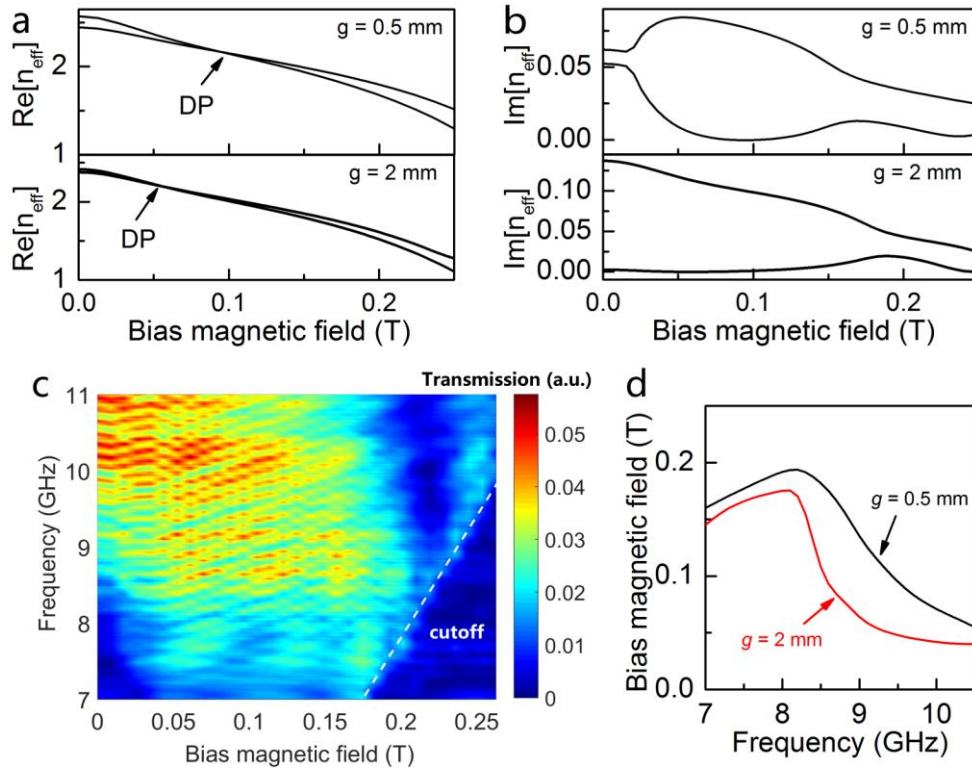 a
g = 0.5 mm
Re[n_eff]
2
DP
1
g = 2 mm
Re[n_eff]
2
DP
1
0.0 0.1 0.2
Bias magnetic field (T)
b
g = 0.5 mm
Im[n_eff]
0.05
0.00
g = 2 mm
Im[n_eff]
0.10
0.05
0.00
0.0 0.1 0.2
Bias magnetic field (T)
c
Transmission (a.u.)
Frequency (GHz)
11
10
9
8
7
cutoff
0 0.05 0.10 0.15 0.20 0.25
Bias magnetic field (T)
0.05
0.04
0.03
0.02
0.01
0
d
Bias magnetic field (T)
0.2
0.1
0.0
g = 0.5 mm
g = 2 mm
7 8 9 10
Frequency (GHz)